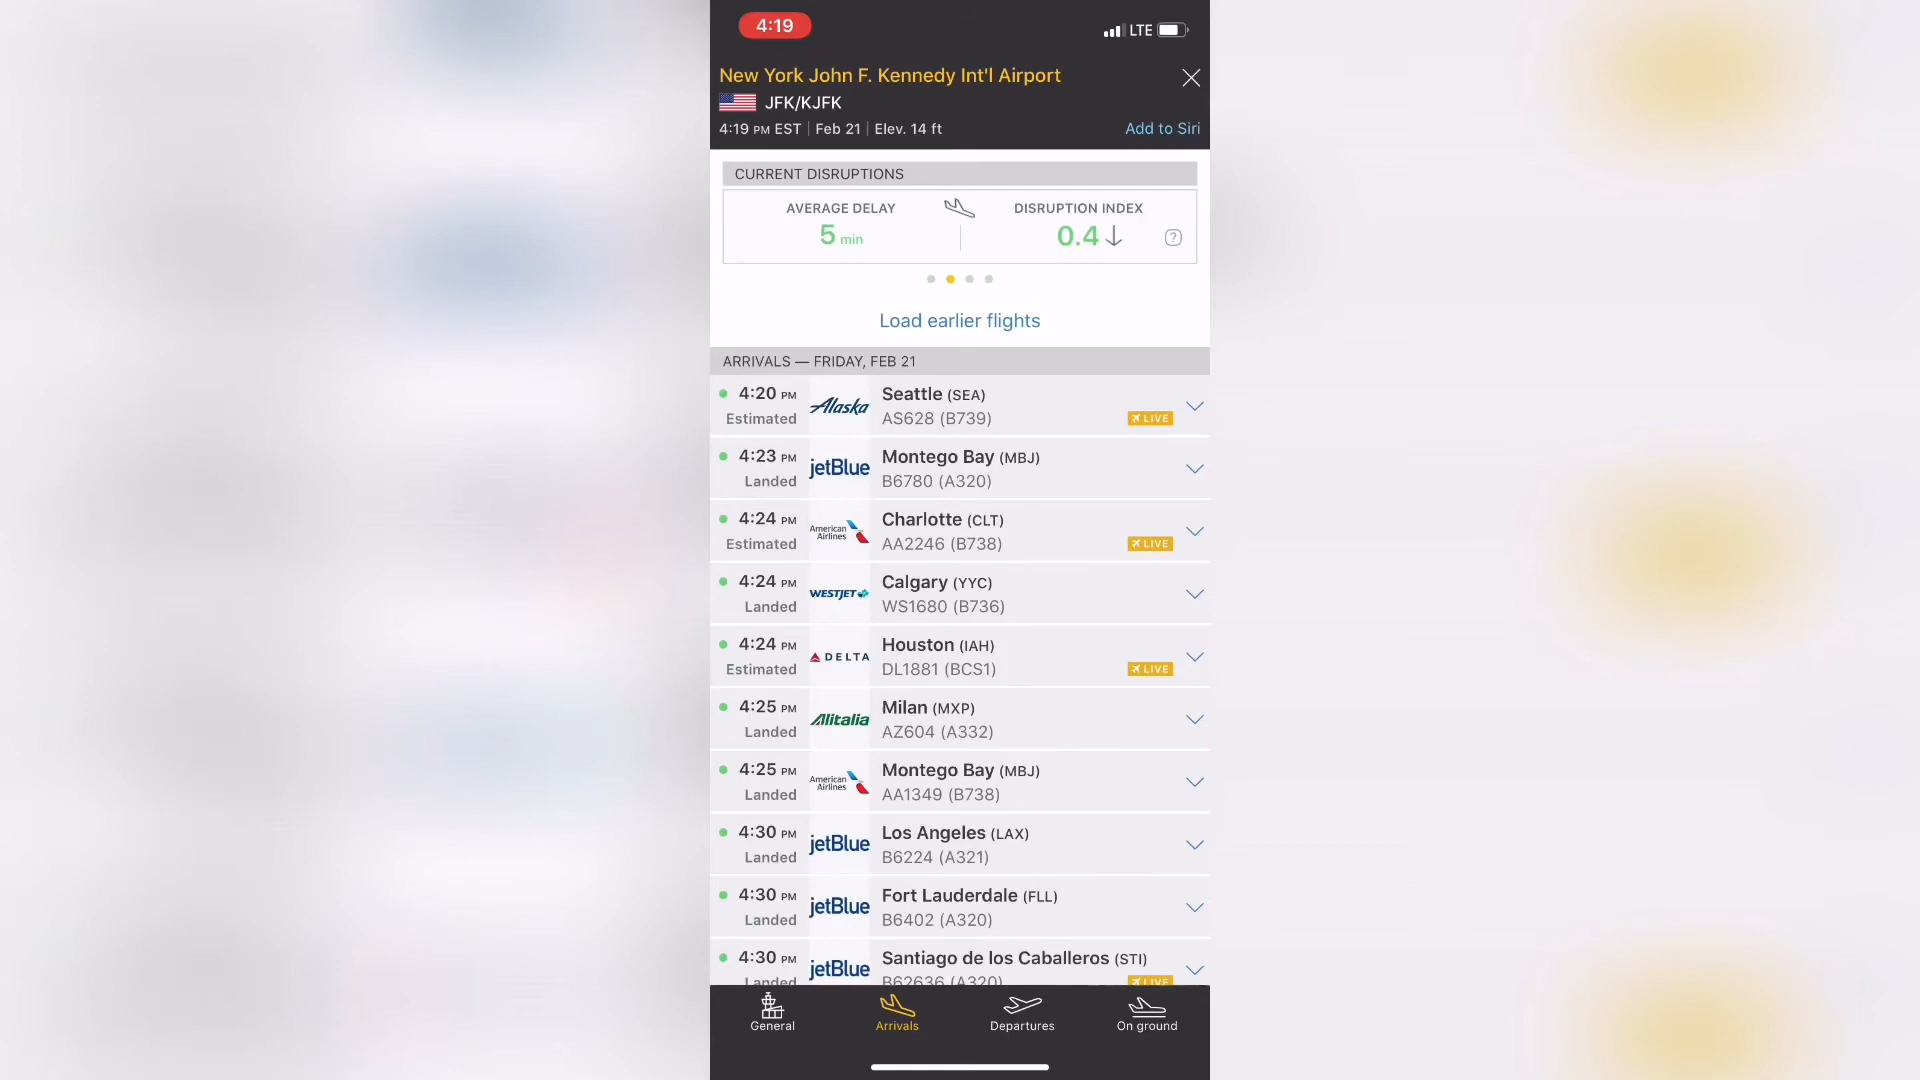 4:19
LTE
New York John F. Kennedy Int'l Airport
JFK/KJFK
4:19 PM EST | Feb 21 | Elev. 14 ft
Add to Siri
CURRENT DISRUPTIONS
AVERAGE DELAY
5 min
DISRUPTION INDEX
0.4
?
Load earlier flights
ARRIVALS — FRIDAY, FEB 21
4:20 PM
Estimated
Alaska
Seattle (SEA)
AS628 (B739)
LIVE
4:23 PM
Landed
jetBlue
Montego Bay (MBJ)
B6780 (A320)
4:24 PM
Estimated
American
Airlines
Charlotte (CLT)
AA2246 (B738)
LIVE
4:24 PM
Landed
WESTJET
Calgary (YYC)
WS1680 (B736)
4:24 PM
Estimated
DELTA
Houston (IAH)
DL1881 (BCS1)
LIVE
4:25 PM
Landed
Alitalia
Milan (MXP)
AZ604 (A332)
4:25 PM
Landed
American
Airlines
Montego Bay (MBJ)
AA1349 (B738)
4:30 PM
Landed
jetBlue
Los Angeles (LAX)
B6224 (A321)
4:30 PM
Landed
jetBlue
Fort Lauderdale (FLL)
B6402 (A320)
4:30 PM
Landed
jetBlue
Santiago de los Caballeros (STI)
B62636 (A320)
LIVE
General
Arrivals
Departures
On ground